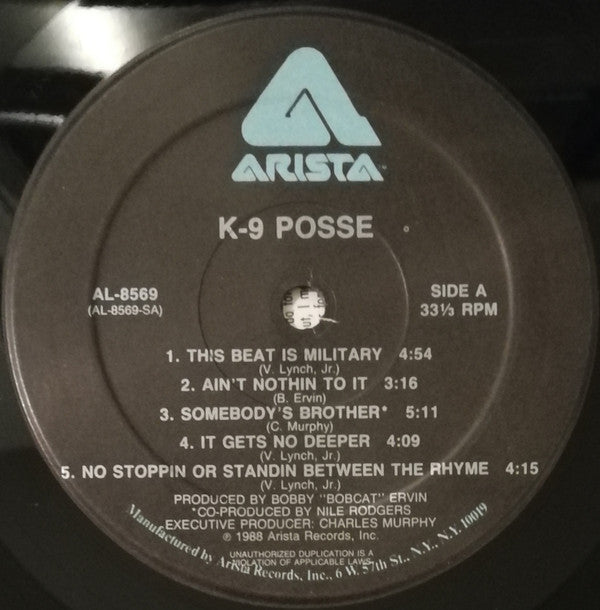 ARISTA™
K-9 POSSE
AL-8569
(AL-8569-SA)
SIDE A
33⅓ RPM
1. THIS BEAT IS MILITARY 4:54
(V. Lynch, Jr.)
2. AIN'T NOTHIN TO IT 3:16
(B. Ervin)
3. SOMEBODY'S BROTHER* 5:11
(C. Murphy)
4. IT GETS NO DEEPER 4:09
(V. Lynch, Jr.)
5. NO STOPPIN OR STANDIN BETWEEN THE RHYME 4:15
(V. Lynch, Jr.)
PRODUCED BY BOBBY "BOBCAT" ERVIN
*CO-PRODUCED BY NILE RODGERS
EXECUTIVE PRODUCER: CHARLES MURPHY
℗ 1988 Arista Records, Inc.
UNAUTHORIZED DUPLICATION IS A
VIOLATION OF APPLICABLE LAWS.
Manufactured by Arista Records, Inc., 6 W. 57th St., N.Y., N.Y. 10019